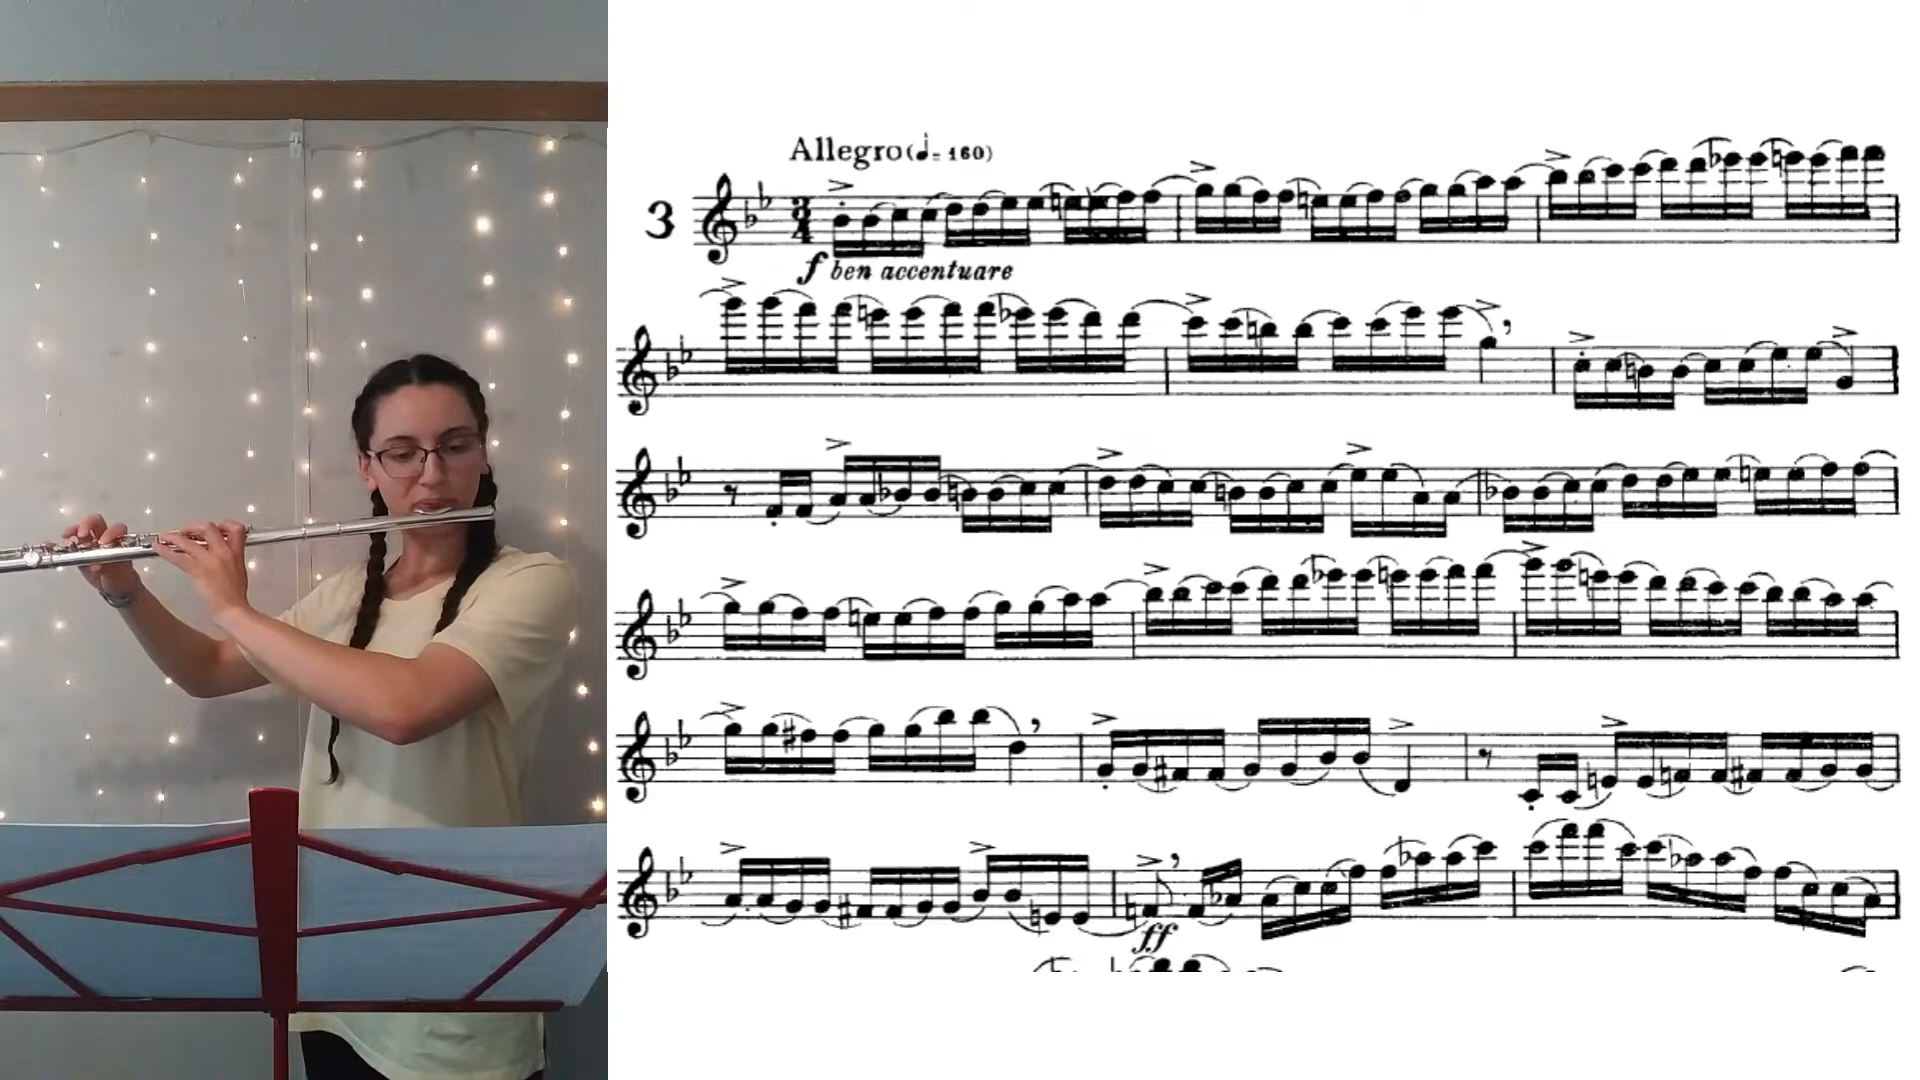 Allegro (♩= 160)
3
3
4
f ben accentuare
ff